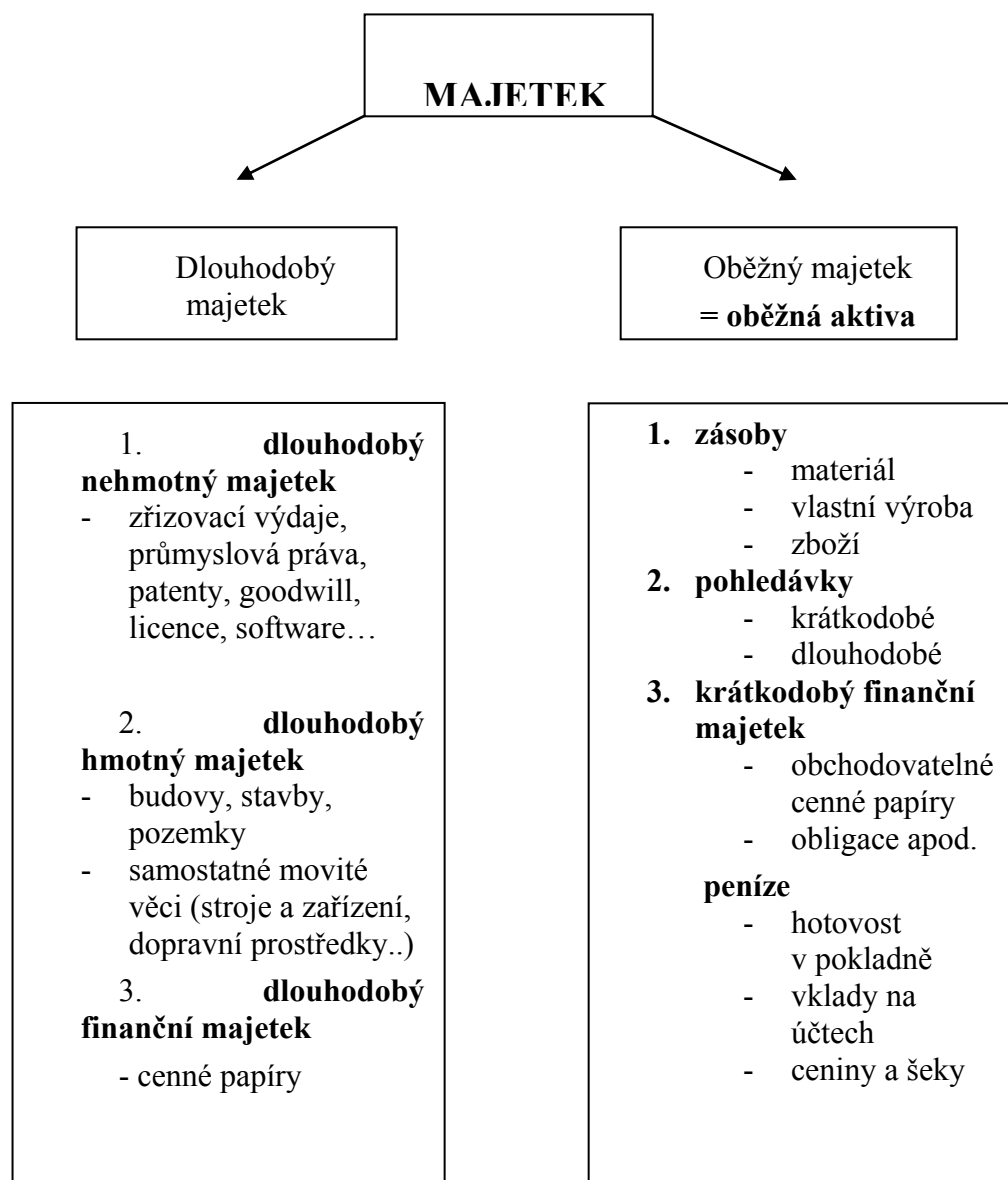 MAJETEK
Dlouhodobý
majetek
Oběžný majetek
= oběžná aktiva
1. dlouhodobý
nehmotný majetek
- zřizovací výdaje,
průmyslová práva,
patenty, goodwill,
licence, software…
2. dlouhodobý
hmotný majetek
- budovy, stavby,
pozemky
- samostatné movité
věci (stroje a zařízení,
dopravní prostředky..)
3. dlouhodobý
finanční majetek
- cenné papíry
1. zásoby
- materiál
- vlastní výroba
- zboží
2. pohledávky
- krátkodobé
- dlouhodobé
3. krátkodobý finanční
majetek
- obchodovatelné
cenné papíry
- obligace apod.
peníze
- hotovost
v pokladně
- vklady na
účtech
- ceniny a šeky